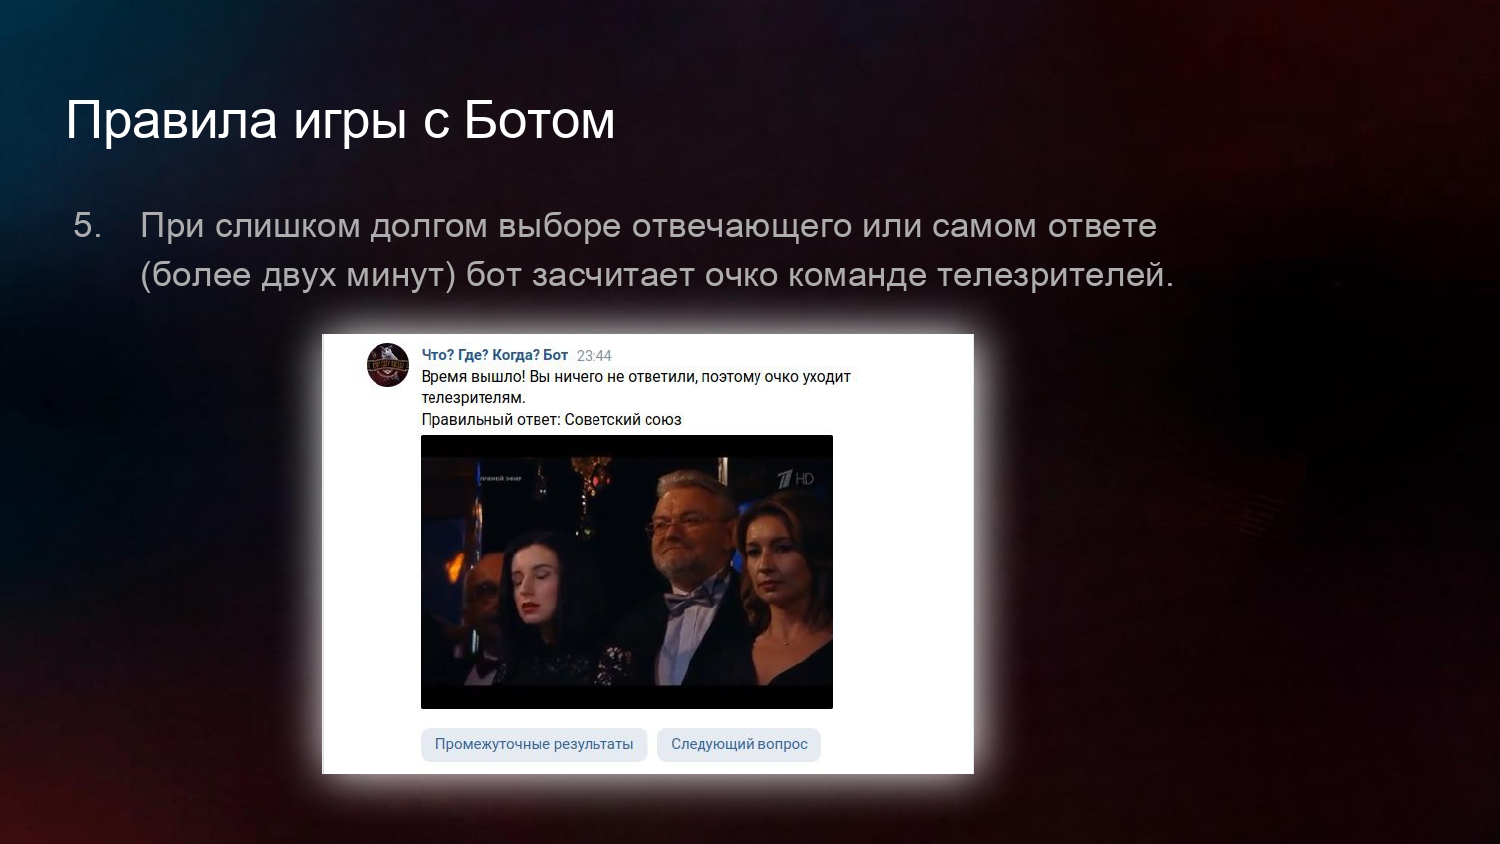 Правила игры с Ботом
5. При слишком долгом выборе отвечающего или самом ответе
(более двух минут) бот засчитает очко команде телезрителей.
Что? Где? Когда? Бот 23:44
Время вышло! Вы ничего не ответили, поэтому очко уходит
телезрителям.
Правильный ответ: Советский союз
ПРЯМОЙ ЭФИР
HD
Промежуточные результаты Следующий вопрос